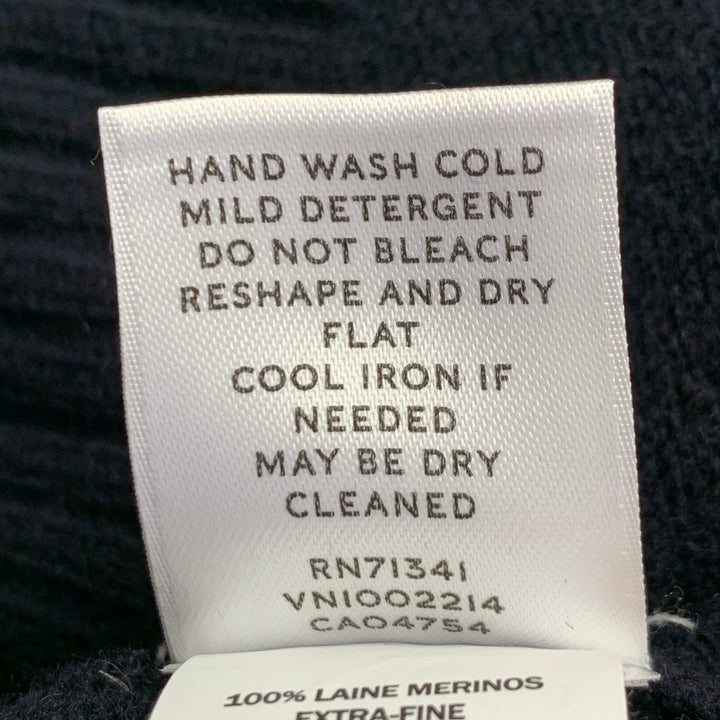 HAND WASH COLD
MILD DETERGENT
DO NOT BLEACH
RESHAPE AND DRY
FLAT
COOL IRON IF
NEEDED
MAY BE DRY
CLEANED
RN71341
VN1002214
CA04754
100% LAINE MERINOS
EXTRA-FINE